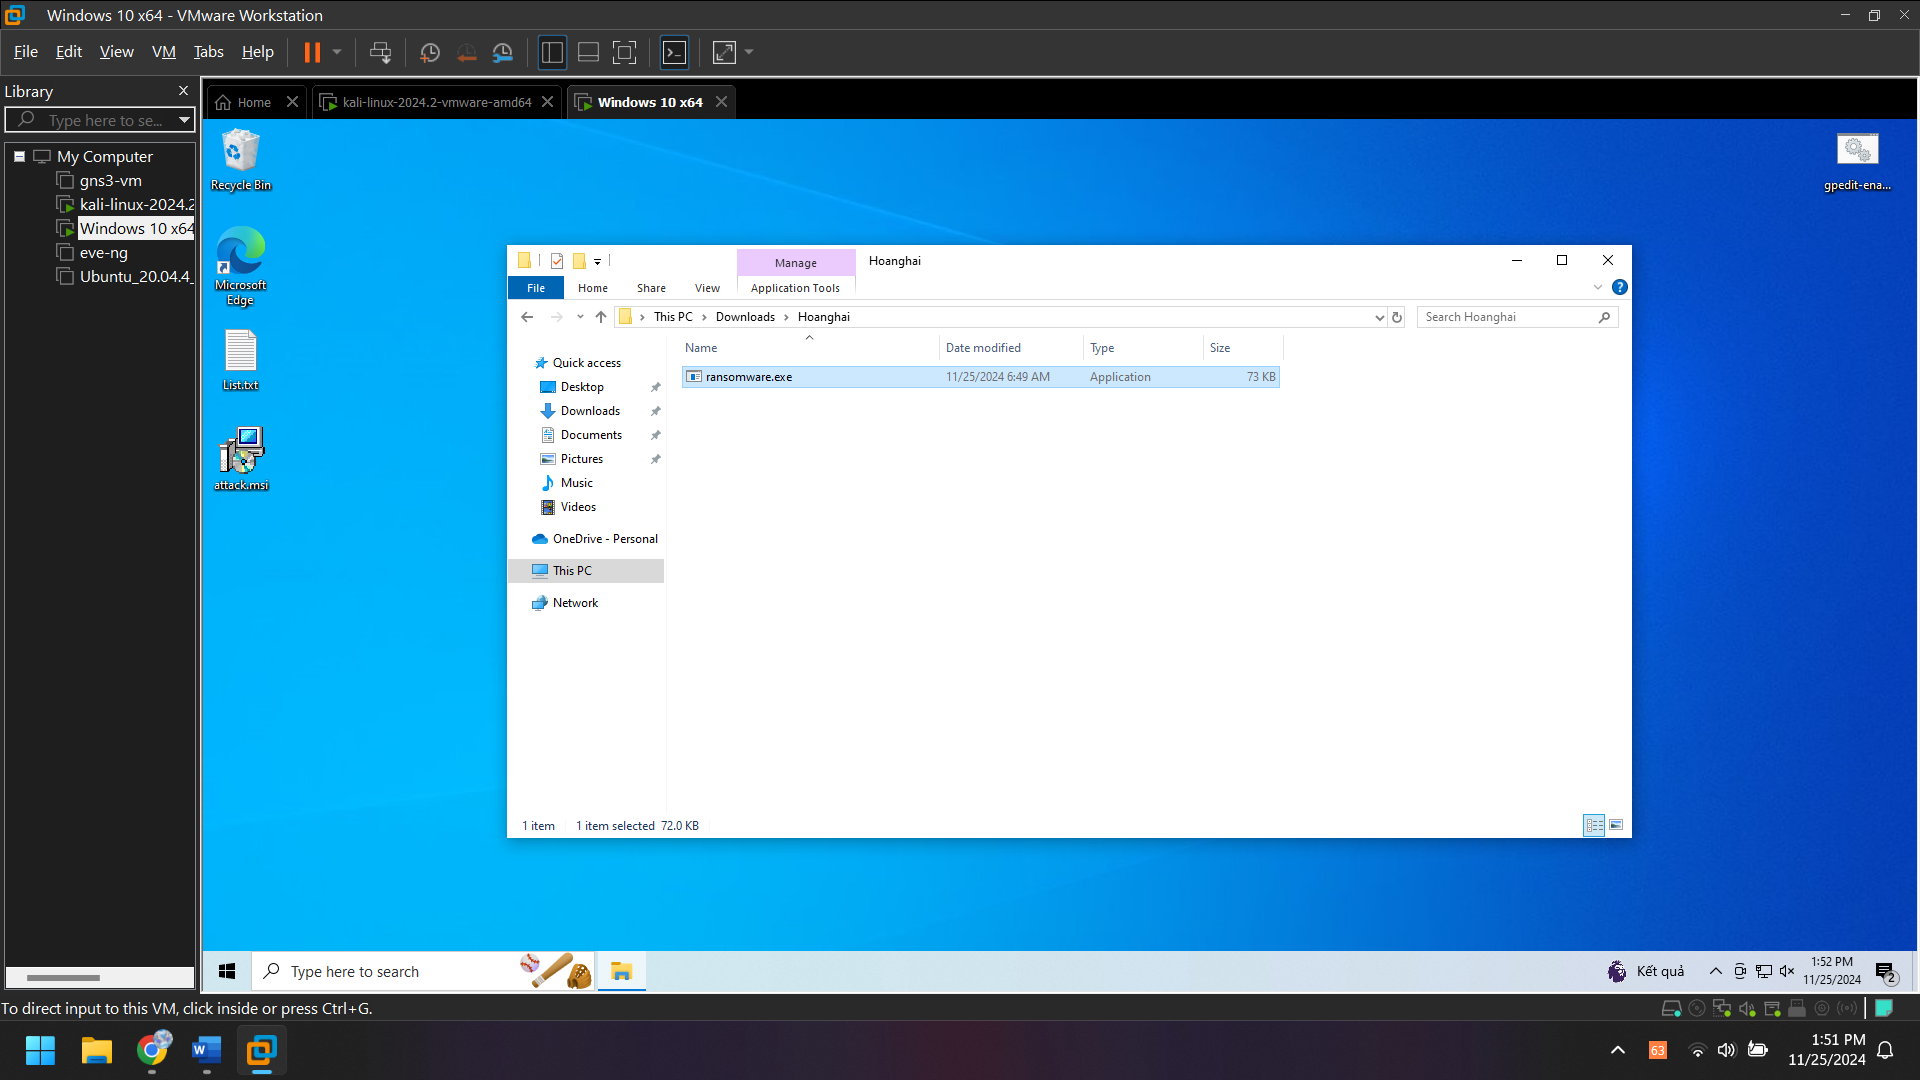 Windows 10 x64 - VMware Workstation
File Edit View VM Tabs Help
Library
Type here to se...
My Computer
gns3-vm
kali-linux-2024.2
Windows 10 x64
eve-ng
Ubuntu_20.04.4_
Home
kali-linux-2024.2-vmware-amd64
Windows 10 x64
Recycle Bin
Microsoft
Edge
List.txt
attack.msi
gpedit-ena...
Manage
Hoanghai
File Home Share View Application Tools
?
This PC > Downloads > Hoanghai
Search Hoanghai
Name Date modified Type Size
ransomware.exe 11/25/2024 6:49 AM Application 73 KB
Quick access
Desktop
Downloads
Documents
Pictures
Music
Videos
OneDrive - Personal
This PC
Network
1 item 1 item selected 72.0 KB
Type here to search
Kết quả
1:52 PM
11/25/2024
2
To direct input to this VM, click inside or press Ctrl+G.
W
63
1:51 PM
11/25/2024